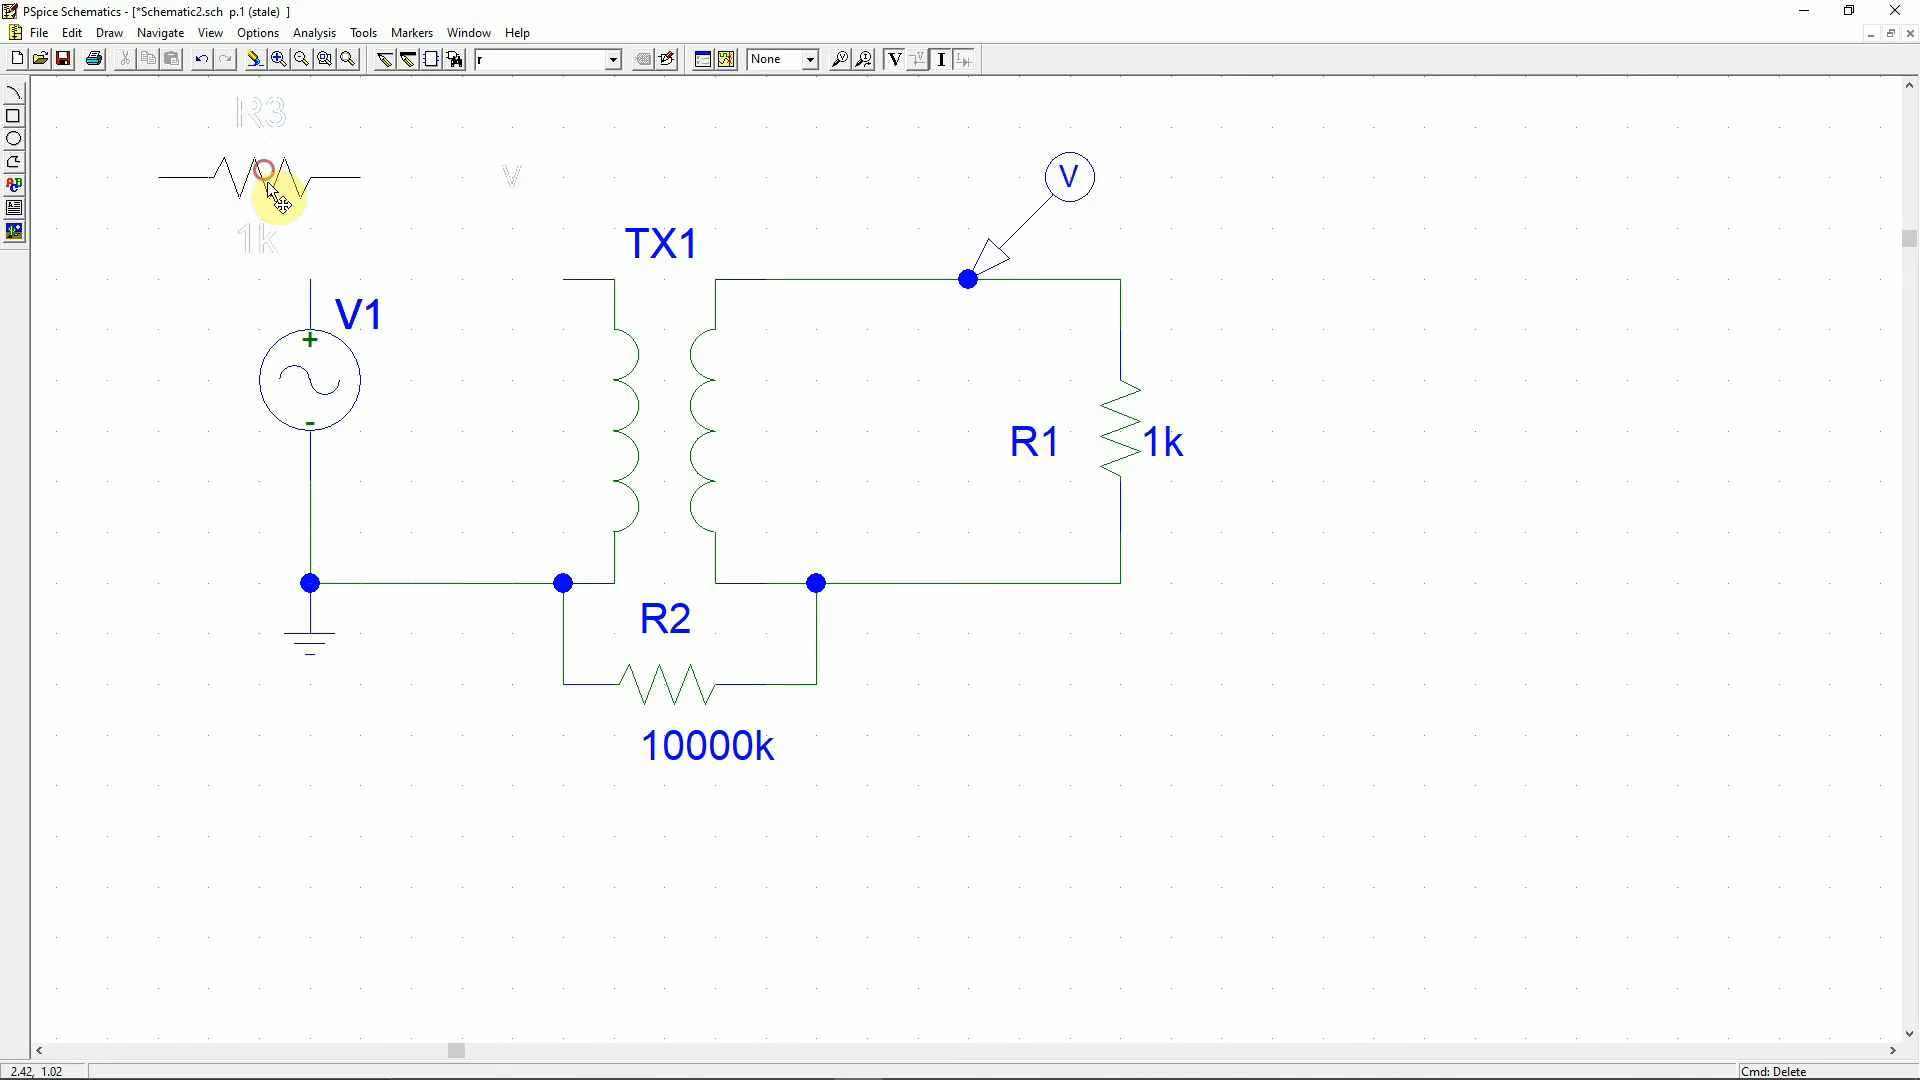 PSpice Schematics - [*Schematic2.sch p.1 (stale) ]
File Edit Draw Navigate View Options Analysis Tools Markers Window Help
r
None
V
I
R3
V
V
1k
TX1
V1
+
-
R1
1k
R2
10000k
2.42, 1.02
Cmd: Delete